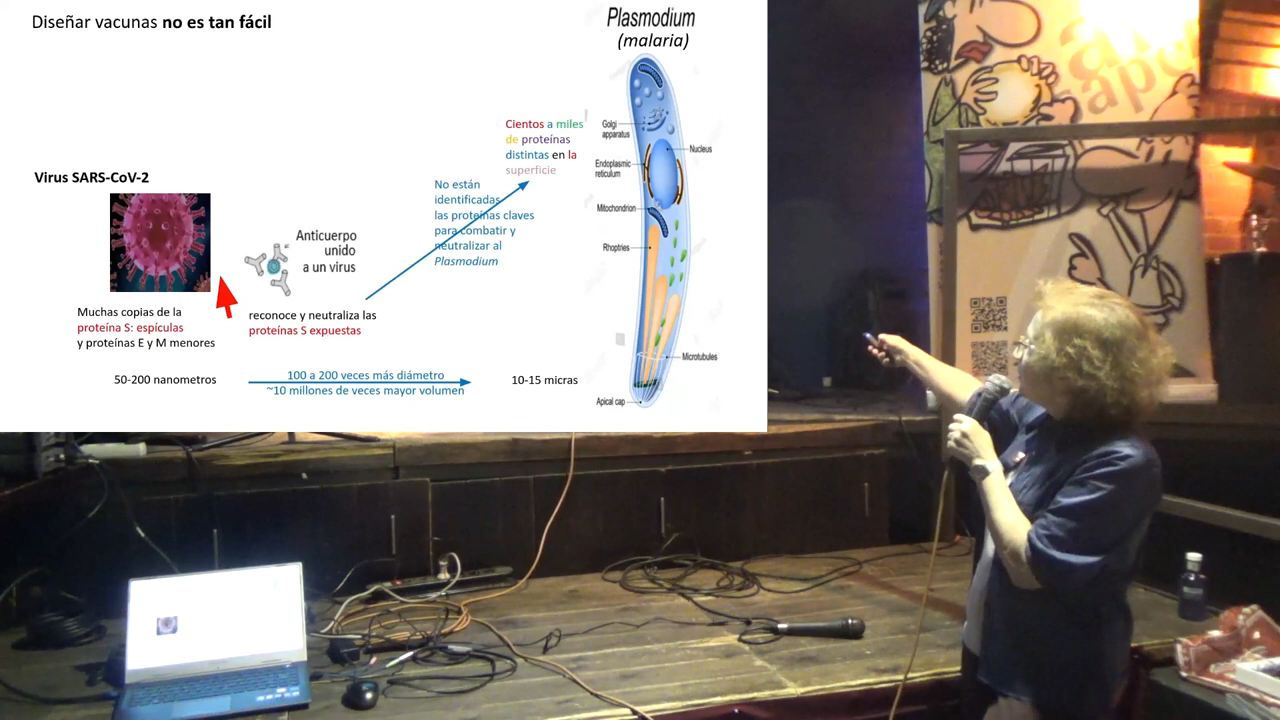 Diseñar vacunas no es tan fácil
Plasmodium
(malaria)
Virus SARS-CoV-2
Muchas copias de la
proteína S: espículas
y proteínas E y M menores
50-200 nanometros
Anticuerpo
unido
a un virus
reconoce y neutraliza las
proteínas S expuestas
100 a 200 veces más diámetro
~10 millones de veces mayor volumen
No están
identificadas
las proteínas claves
para combatir y
neutralizar al
Plasmodium
Cientos a miles
de proteínas
distintas en la
superficie
10-15 micras
Golgi
apparatus
Nucleus
Endoplasmic
reticulum
Mitochondrion
Rhoptries
Microtubules
Apical cap